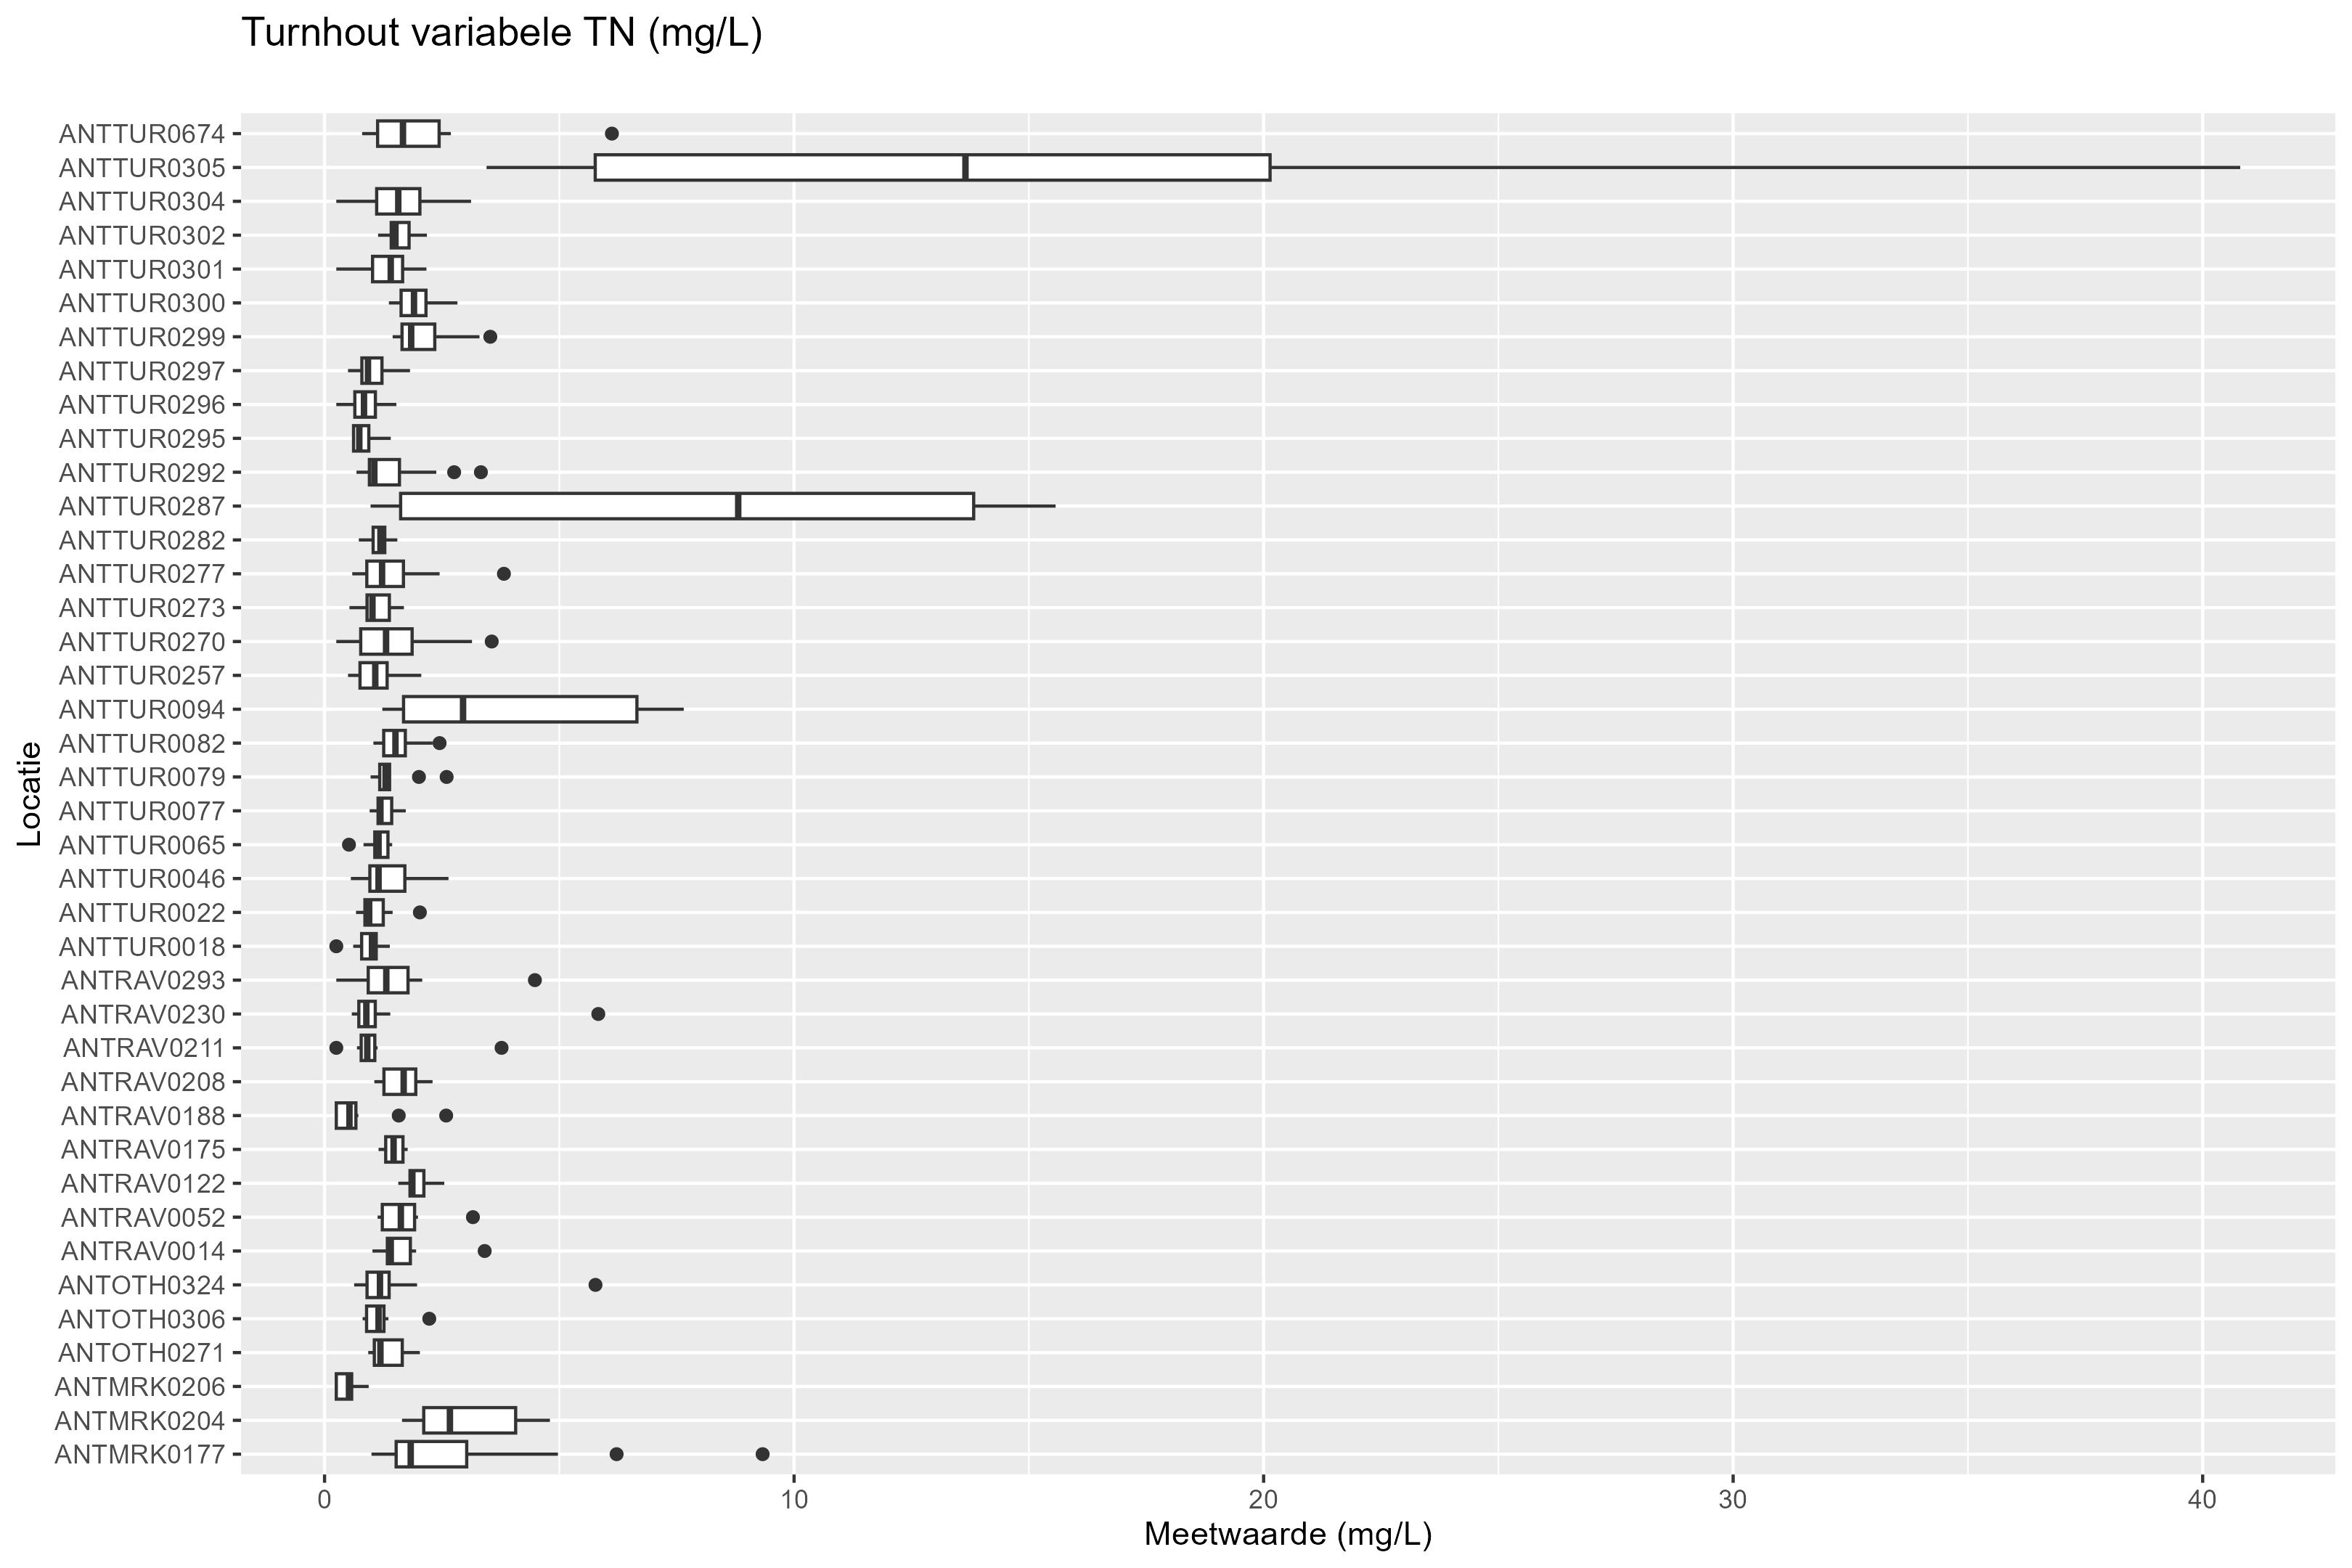 Turnhout variabele TN (mg/L)
ANTTUR0674
ANTTUR0305
ANTTUR0304
ANTTUR0302
ANTTUR0301
ANTTUR0300
ANTTUR0299
ANTTUR0297
ANTTUR0296
ANTTUR0295
ANTTUR0292
ANTTUR0287
ANTTUR0282
ANTTUR0277
ANTTUR0273
ANTTUR0270
ANTTUR0257
ANTTUR0094
ANTTUR0082
ANTTUR0079
ANTTUR0077
ANTTUR0065
ANTTUR0046
ANTTUR0022
ANTTUR0018
ANTRAV0293
ANTRAV0230
ANTRAV0211
ANTRAV0208
ANTRAV0188
ANTRAV0175
ANTRAV0122
ANTRAV0052
ANTRAV0014
ANTOTH0324
ANTOTH0306
ANTOTH0271
ANTMRK0206
ANTMRK0204
ANTMRK0177
Locatie
0 10 20 30 40
Meetwaarde (mg/L)